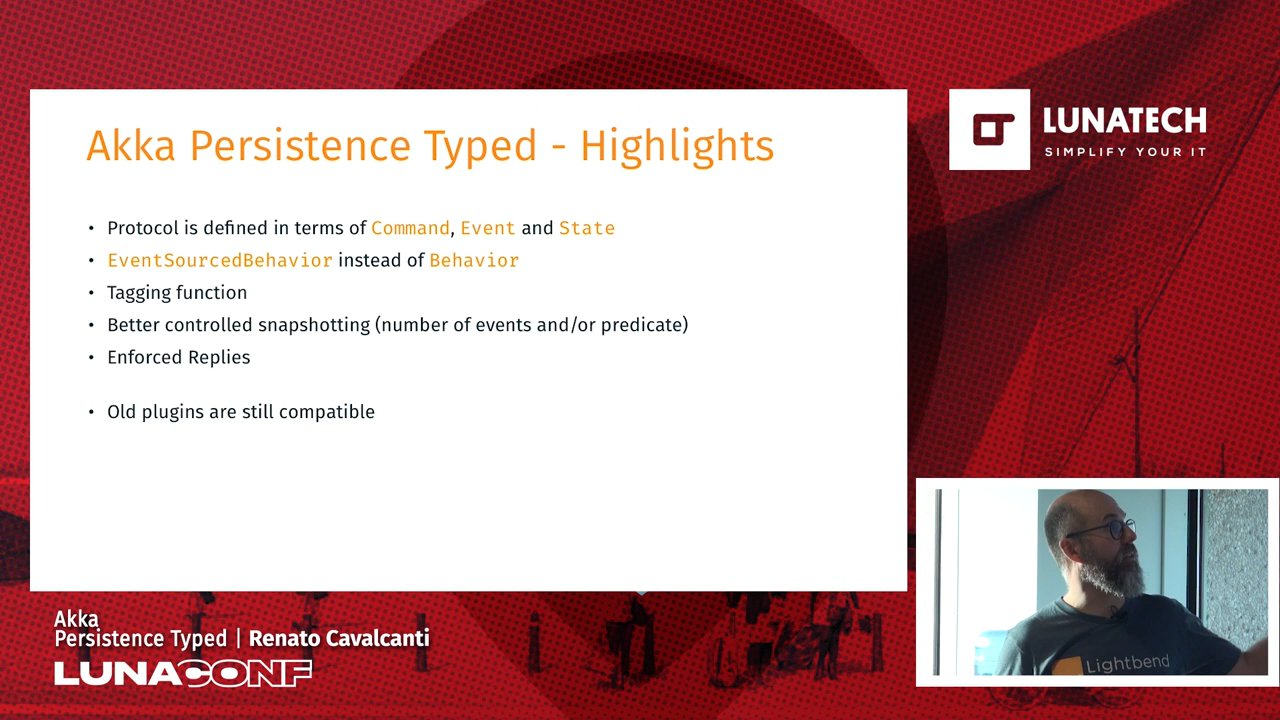 Akka Persistence Typed - Highlights
• Protocol is defined in terms of Command, Event and State
• EventSourcedBehavior instead of Behavior
• Tagging function
• Better controlled snapshotting (number of events and/or predicate)
• Enforced Replies
• Old plugins are still compatible
LUNATECH
SIMPLIFY YOUR IT
Lightbend
Akka
Persistence Typed | Renato Cavalcanti
LUNACONF